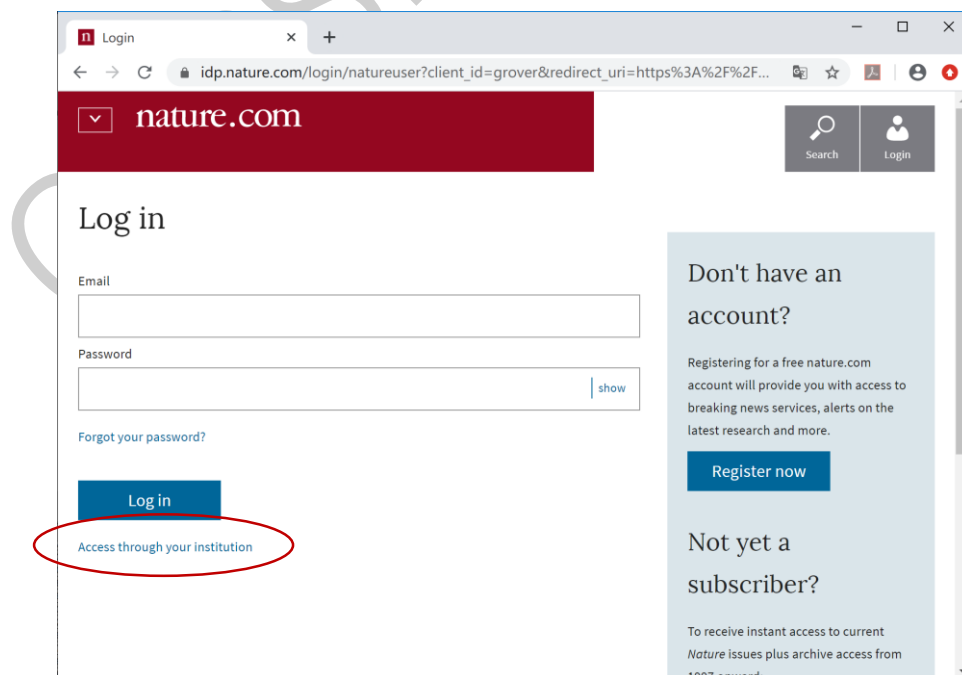 Login
idp.nature.com/login/natureuser?client_id=grover&redirect_uri=https%3A%2F%2F...
nature.com
Search
Login
Log in
Email
Password
show
Forgot your password?
Log in
Access through your institution
Don't have an
account?
Registering for a free nature.com
account will provide you with access to
breaking news services, alerts on the
latest research and more.
Register now
Not yet a
subscriber?
To receive instant access to current
Nature issues plus archive access from